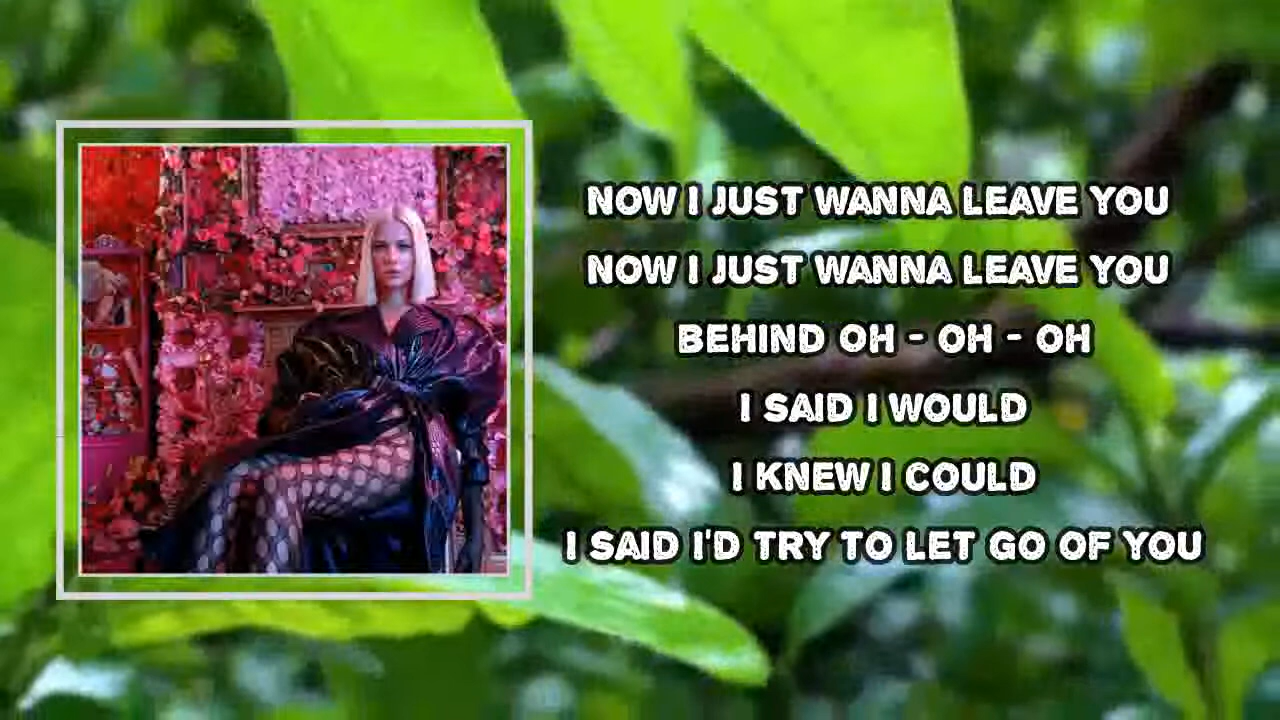 NOW I JUST WANNA LEAVE YOU
NOW I JUST WANNA LEAVE YOU
BEHIND OH - OH - OH
I SAID I WOULD
I KNEW I COULD
I SAID I'D TRY TO LET GO OF YOU